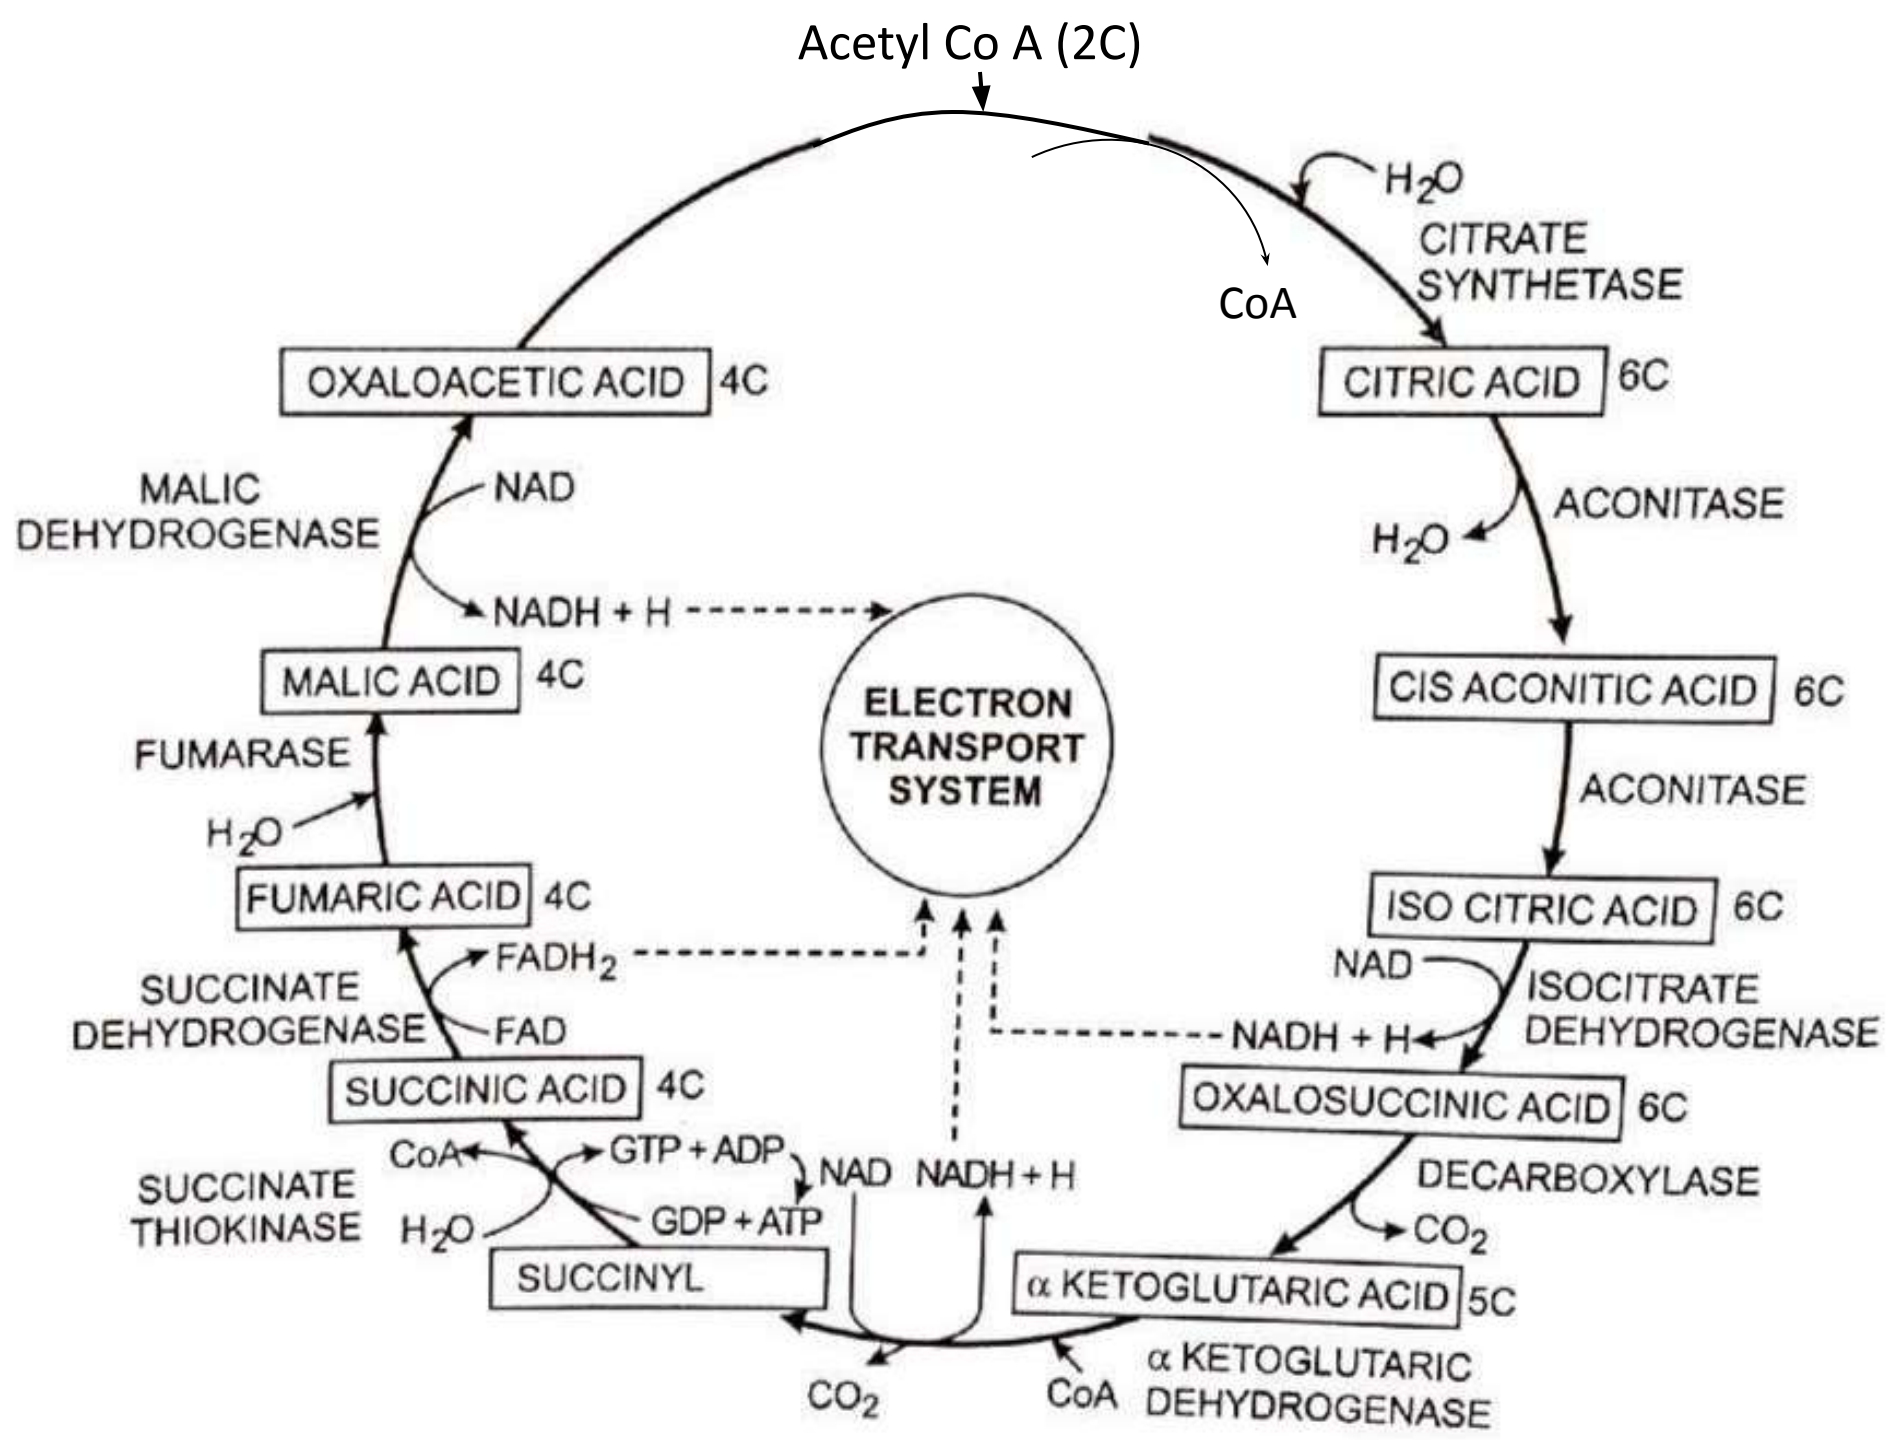 Acetyl Co A (2C)
H2O
CITRATE
SYNTHETASE
CoA
OXALOACETIC ACID 4C
CITRIC ACID 6C
MALIC
DEHYDROGENASE
NAD
NADH + H
ACONITASE
H2O
MALIC ACID 4C
ELECTRON
TRANSPORT
SYSTEM
CIS ACONITIC ACID 6C
FUMARASE
H2O
ACONITASE
FUMARIC ACID 4C
ISO CITRIC ACID 6C
FADH2
SUCCINATE
DEHYDROGENASE
FAD
NAD
ISOCITRATE
DEHYDROGENASE
NADH + H
SUCCINIC ACID 4C
OXALOSUCCINIC ACID 6C
CoA
GTP + ADP
SUCCINATE
THIOKINASE
H2O
GDP + ATP
NAD
NADH + H
DECARBOXYLASE
CO2
SUCCINYL
α KETOGLUTARIC ACID 5C
CO2
CoA
α KETOGLUTARIC
DEHYDROGENASE